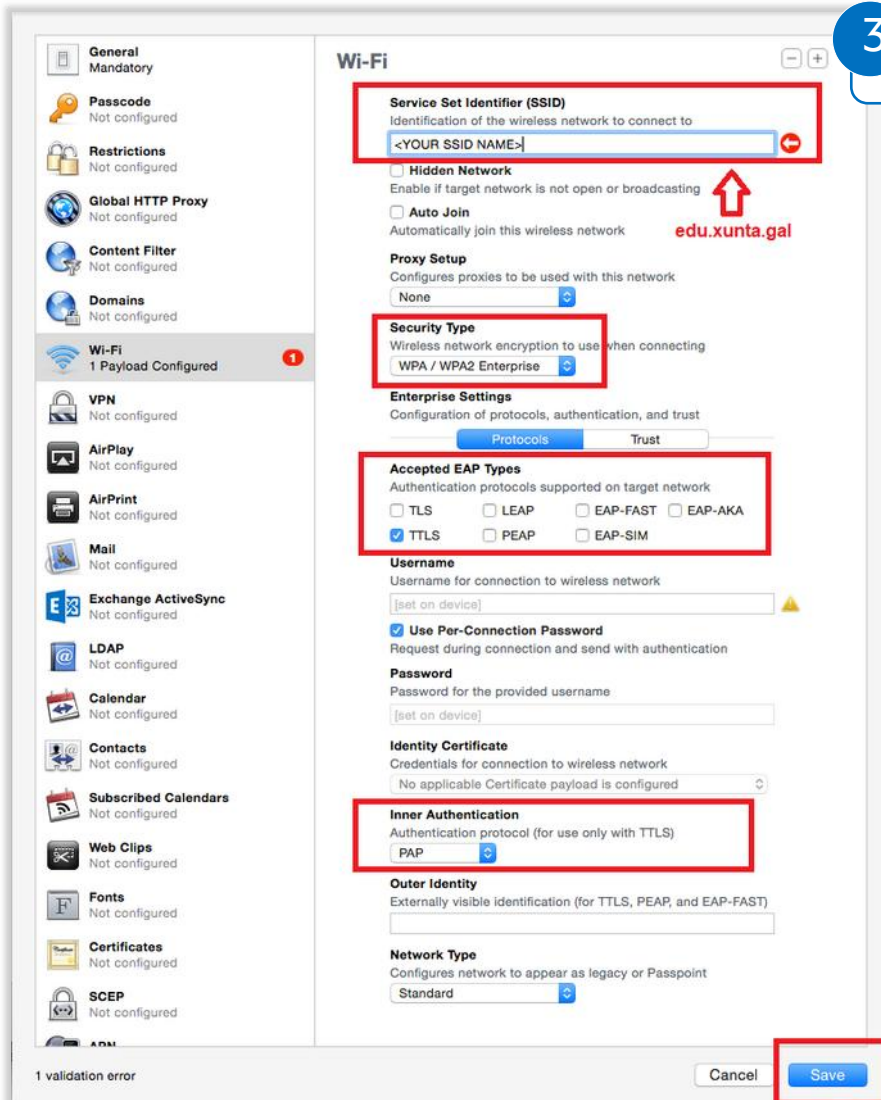 3
General
Mandatory
Passcode
Not configured
Restrictions
Not configured
Global HTTP Proxy
Not configured
Content Filter
Not configured
Domains
Not configured
Wi-Fi
1 Payload Configured
1
VPN
Not configured
AirPlay
Not configured
AirPrint
Not configured
Mail
Not configured
Exchange ActiveSync
Not configured
LDAP
Not configured
Calendar
Not configured
Contacts
Not configured
Subscribed Calendars
Not configured
Web Clips
Not configured
Fonts
Not configured
Certificates
Not configured
SCEP
Not configured
Wi-Fi
Service Set Identifier (SSID)
Identification of the wireless network to connect to
<YOUR SSID NAME>
Hidden Network
Enable if target network is not open or broadcasting
Auto Join
Automatically join this wireless network
edu.xunta.gal
Proxy Setup
Configures proxies to be used with this network
None
Security Type
Wireless network encryption to use when connecting
WPA / WPA2 Enterprise
Enterprise Settings
Configuration of protocols, authentication, and trust
Protocols Trust
Accepted EAP Types
Authentication protocols supported on target network
TLS LEAP EAP-FAST EAP-AKA
TTLS PEAP EAP-SIM
Username
Username for connection to wireless network
[set on device]
Use Per-Connection Password
Request during connection and send with authentication
Password
Password for the provided username
[set on device]
Identity Certificate
Credentials for connection to wireless network
No applicable Certificate payload is configured
Inner Authentication
Authentication protocol (for use only with TTLS)
PAP
Outer Identity
Externally visible identification (for TTLS, PEAP, and EAP-FAST)
Network Type
Configures network to appear as legacy or Passpoint
Standard
1 validation error
Cancel
Save